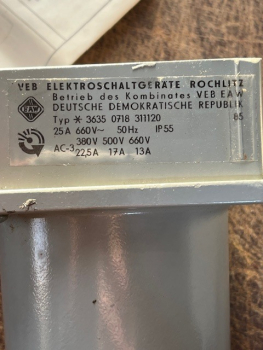 VEB ELEKTROSCHALTGERÄTE ROCHLITZ
Betrieb des Kombinates VEB EAW
DEUTSCHE DEMOKRATISCHE REPUBLIK
EAW
Typ ✳ 3635 0718 311120 85
25A 660V~ 50Hz IP55
380V 500V 660V
AC-3 22,5A 17A 13A